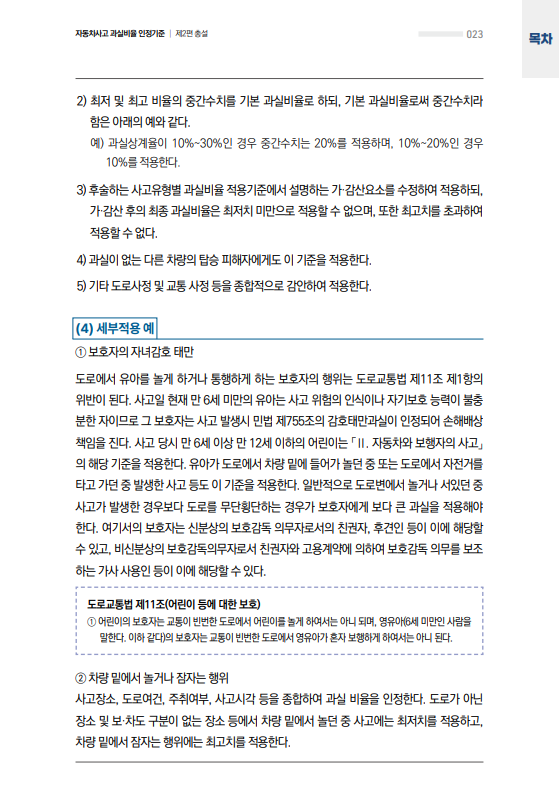 자동차사고 과실비율 인정기준 | 제2편 총설
023
목차
2) 최저 및 최고 비율의 중간수치를 기본 과실비율로 하되, 기본 과실비율로써 중간수치라
함은 아래의 예와 같다.
예) 과실상계율이 10%~30%인 경우 중간수치는 20%를 적용하며, 10%~20%인 경우
10%를 적용한다.
3) 후술하는 사고유형별 과실비율 적용기준에서 설명하는 가·감산요소를 수정하여 적용하되,
가·감산 후의 최종 과실비율은 최저치 미만으로 적용할 수 없으며, 또한 최고치를 초과하여
적용할 수 없다.
4) 과실이 없는 다른 차량의 탑승 피해자에게도 이 기준을 적용한다.
5) 기타 도로사정 및 교통 사정 등을 종합적으로 감안하여 적용한다.
(4) 세부적용 예
① 보호자의 자녀감호 태만
도로에서 유아를 놀게 하거나 통행하게 하는 보호자의 행위는 도로교통법 제11조 제1항의
위반이 된다. 사고일 현재 만 6세 미만의 유아는 사고 위험의 인식이나 자기보호 능력이 불충
분한 자이므로 그 보호자는 사고 발생시 민법 제755조의 감호태만과실이 인정되어 손해배상
책임을 진다. 사고 당시 만 6세 이상 만 12세 이하의 어린이는 「Ⅱ. 자동차와 보행자의 사고」
의 해당 기준을 적용한다. 유아가 도로에서 차량 밑에 들어가 놀던 중 또는 도로에서 자전거를
타고 가던 중 발생한 사고 등도 이 기준을 적용한다. 일반적으로 도로변에서 놀거나 서있던 중
사고가 발생한 경우보다 도로를 무단횡단하는 경우가 보호자에게 보다 큰 과실을 적용해야
한다. 여기서의 보호자는 신분상의 보호감독 의무자로서의 친권자, 후견인 등이 이에 해당할
수 있고, 비신분상의 보호감독의무자로서 친권자와 고용계약에 의하여 보호감독 의무를 보조
하는 가사 사용인 등이 이에 해당할 수 있다.
도로교통법 제11조(어린이 등에 대한 보호)
① 어린이의 보호자는 교통이 빈번한 도로에서 어린이를 놀게 하여서는 아니 되며, 영유아(6세 미만인 사람을
말한다. 이하 같다)의 보호자는 교통이 빈번한 도로에서 영유아가 혼자 보행하게 하여서는 아니 된다.
② 차량 밑에서 놀거나 잠자는 행위
사고장소, 도로여건, 주취여부, 사고시각 등을 종합하여 과실 비율을 인정한다. 도로가 아닌
장소 및 보·차도 구분이 없는 장소 등에서 차량 밑에서 놀던 중 사고에는 최저치를 적용하고,
차량 밑에서 잠자는 행위에는 최고치를 적용한다.